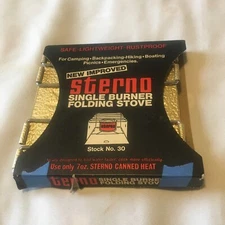 SAFE·LIGHTWEIGHT·RUSTPROOF
For Camping·Backpacking·Hiking·Boating
Picnics·Emergencies.
NEW IMPROVED
sterno
SINGLE BURNER
FOLDING STOVE
Stock No. 30
Use only 7oz. STERNO CANNED HEAT
sterno
SINGLE BURNER
FOLDING STOVE